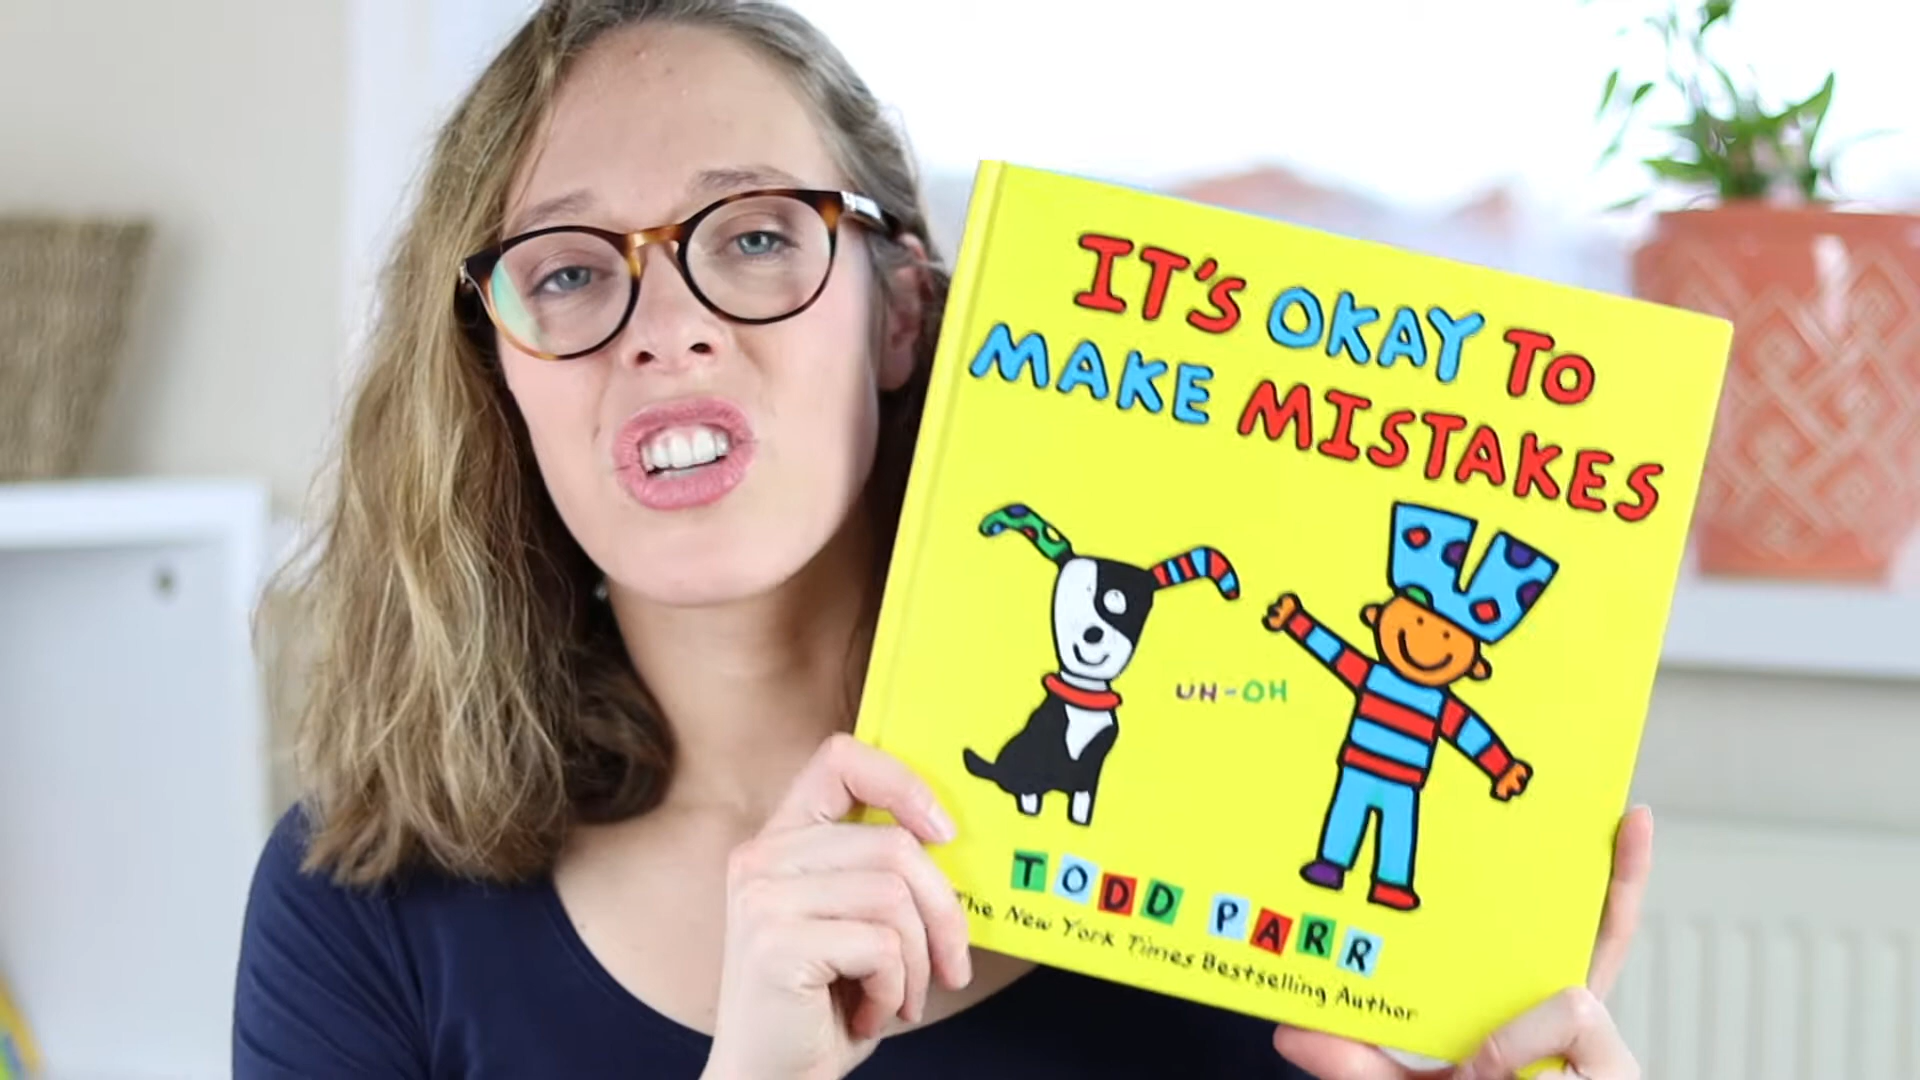 IT'S OKAY TO
MAKE MISTAKES
UH-OH
TODD PARR
The New York Times Bestselling Author